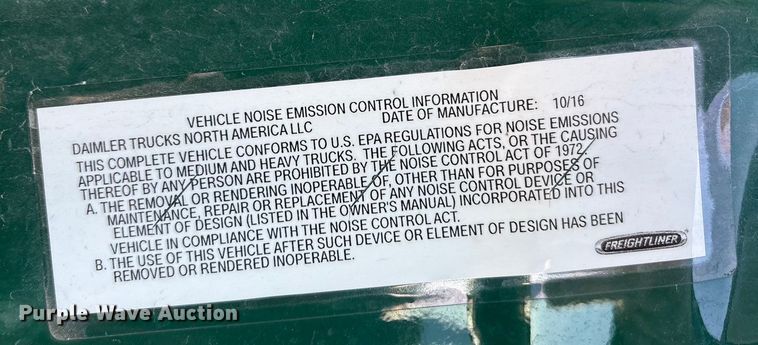 VEHICLE NOISE EMISSION CONTROL INFORMATION
DAIMLER TRUCKS NORTH AMERICA LLC DATE OF MANUFACTURE: 10/16
THIS COMPLETE VEHICLE CONFORMS TO U.S. EPA REGULATIONS FOR NOISE EMISSIONS
APPLICABLE TO MEDIUM AND HEAVY TRUCKS. THE FOLLOWING ACTS, OR THE CAUSING
THEREOF BY ANY PERSON ARE PROHIBITED BY THE NOISE CONTROL ACT OF 1972.
A. THE REMOVAL OR RENDERING INOPERABLE OF, OTHER THAN FOR PURPOSES OF
MAINTENANCE, REPAIR OR REPLACEMENT OF ANY NOISE CONTROL DEVICE OR
ELEMENT OF DESIGN (LISTED IN THE OWNER'S MANUAL) INCORPORATED INTO THIS
VEHICLE IN COMPLIANCE WITH THE NOISE CONTROL ACT.
B. THE USE OF THIS VEHICLE AFTER SUCH DEVICE OR ELEMENT OF DESIGN HAS BEEN
REMOVED OR RENDERED INOPERABLE.
FREIGHTLINER
Purple Wave Auction